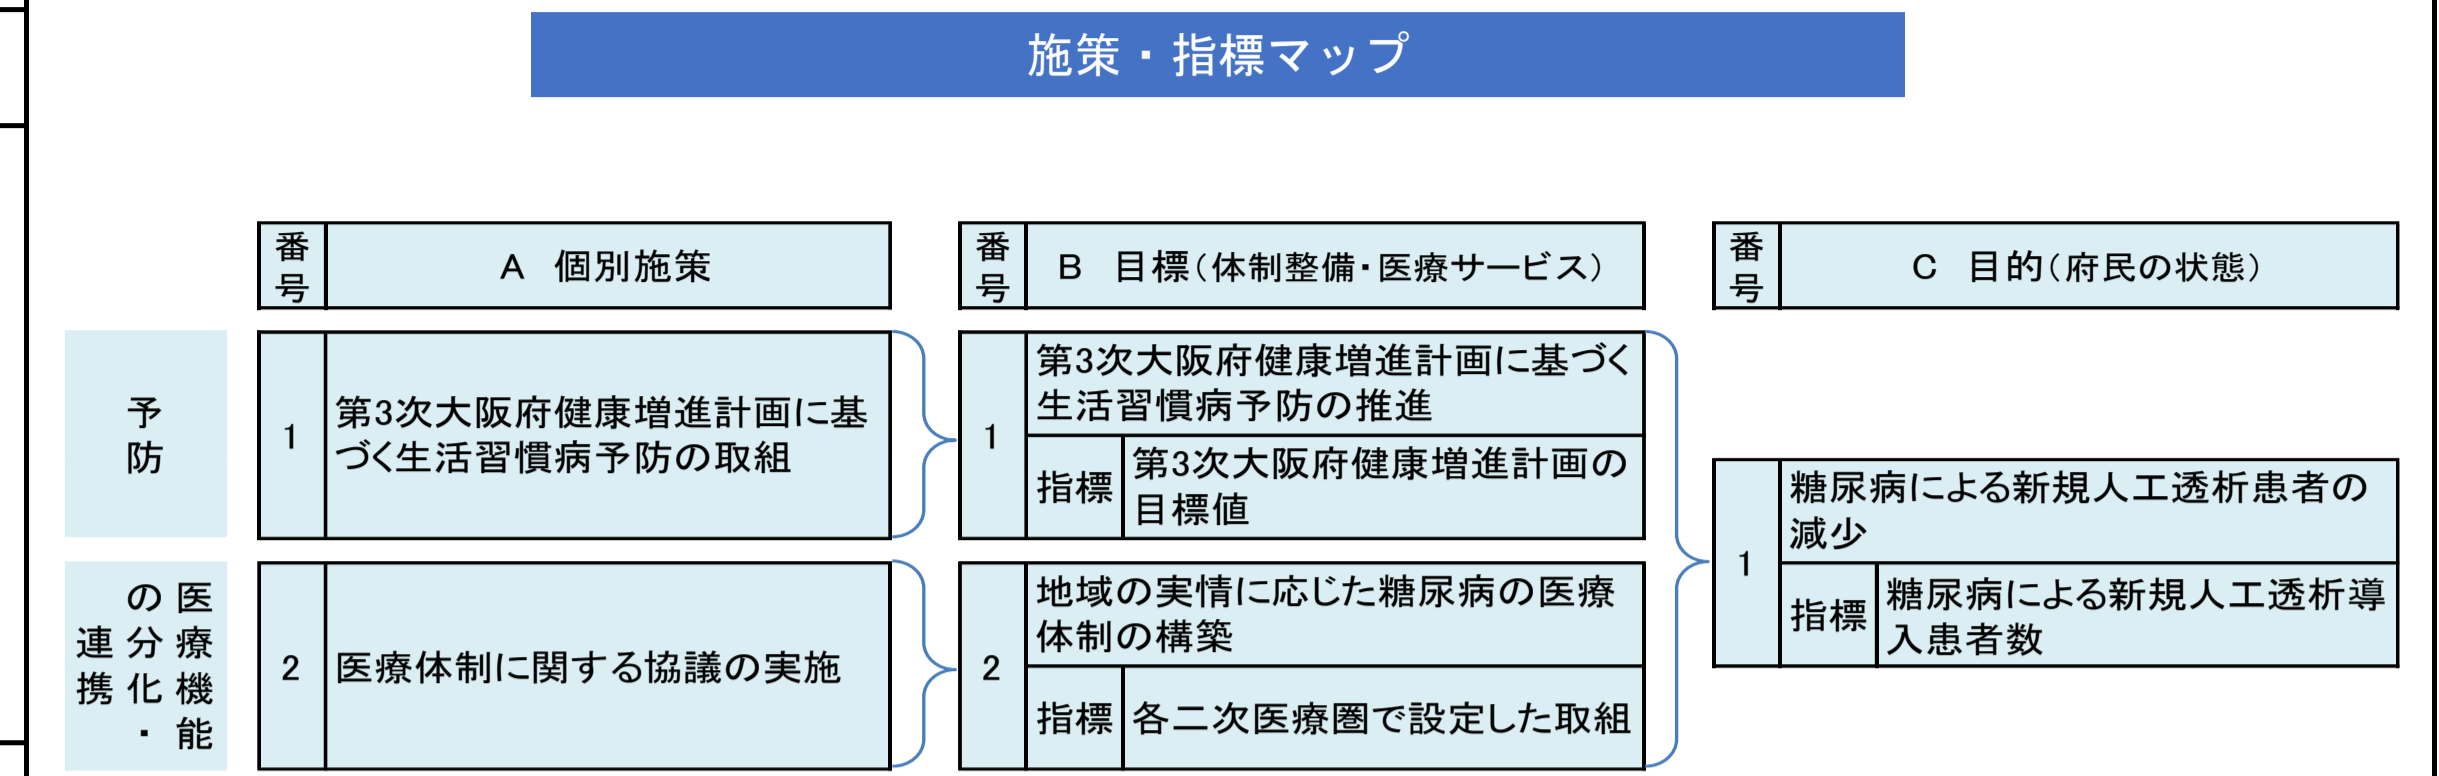 施策・指標マップ
番号
A 個別施策
番号
B 目標(体制整備・医療サービス)
番号
C 目的(府民の状態)
予防
1
第3次大阪府健康増進計画に基
づく生活習慣病予防の取組
1
第3次大阪府健康増進計画に基づく
生活習慣病予防の推進
指標
第3次大阪府健康増進計画の
目標値
医療機能
の分化・
連携
2
医療体制に関する協議の実施
2
地域の実情に応じた糖尿病の医療
体制の構築
指標
各二次医療圏で設定した取組
1
糖尿病による新規人工透析患者の
減少
指標
糖尿病による新規人工透析導
入患者数